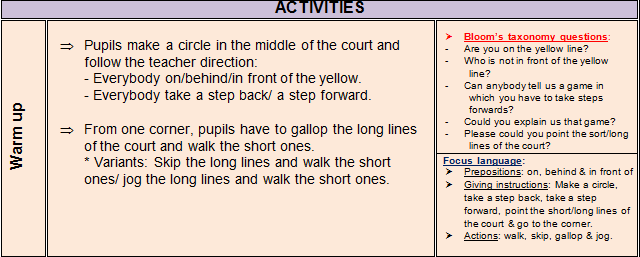 ACTIVITIES
Warm up
⇒ Pupils make a circle in the middle of the court and
follow the teacher direction:
- Everybody on/behind/in front of the yellow.
- Everybody take a step back/ a step forward.
⇒ From one corner, pupils have to gallop the long lines
of the court and walk the short ones.
* Variants: Skip the long lines and walk the short
ones/ jog the long lines and walk the short ones.
➤ Bloom's taxonomy questions:
- Are you on the yellow line?
- Who is not in front of the yellow
line?
- Can anybody tell us a game in
which you have to take steps
forwards?
- Could you explain us that game?
- Please could you point the sort/long
lines of the court?
Focus language:
➤ Prepositions: on, behind & in front of
➤ Giving instructions: Make a circle,
take a step back, take a step
forward, point the short/long lines of
the court & go to the corner.
➤ Actions: walk, skip, gallop & jog.